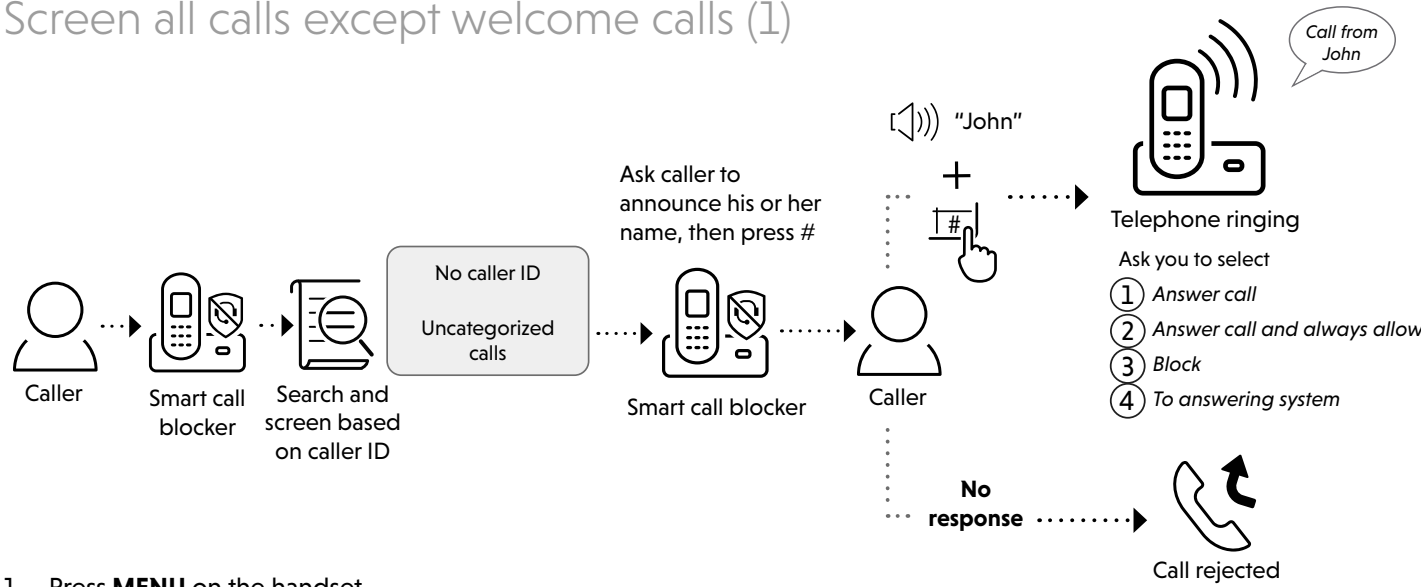 Screen all calls except welcome calls (1)
Call from
John
"John"
+
Ask caller to
announce his or her
name, then press #
#
Telephone ringing
Ask you to select
1 Answer call
2 Answer call and always allow
3 Block
4 To answering system
No caller ID
Uncategorized
calls
Caller
Smart call
blocker
Search and
screen based
on caller ID
Smart call blocker
Caller
No
response
Call rejected
1. Press MENU on the handset